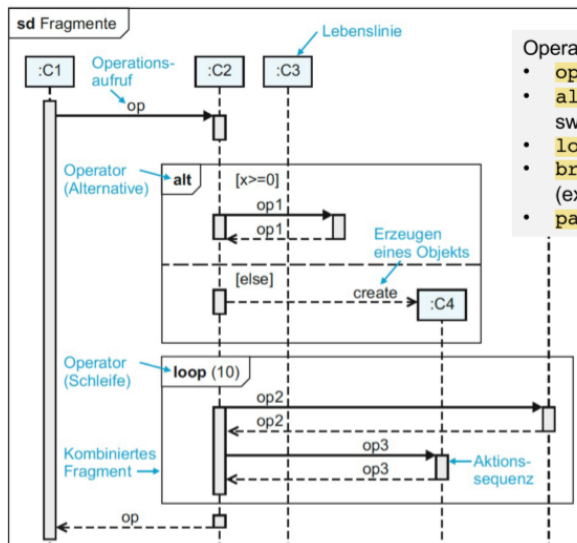 sd Fragmente
Lebenslinie
:C1
Operations-
aufruf
:C2
:C3
op
Operator
(Alternative)
alt
[x>=0]
op1
op1
Erzeugen
eines Objekts
[else]
create
:C4
Operator
(Schleife)
loop (10)
op2
op2
op3
Kombiniertes
Fragment
op3
Aktions-
sequenz
op
Opera
• op
• al
sw
• lo
• br
(ex
• pa